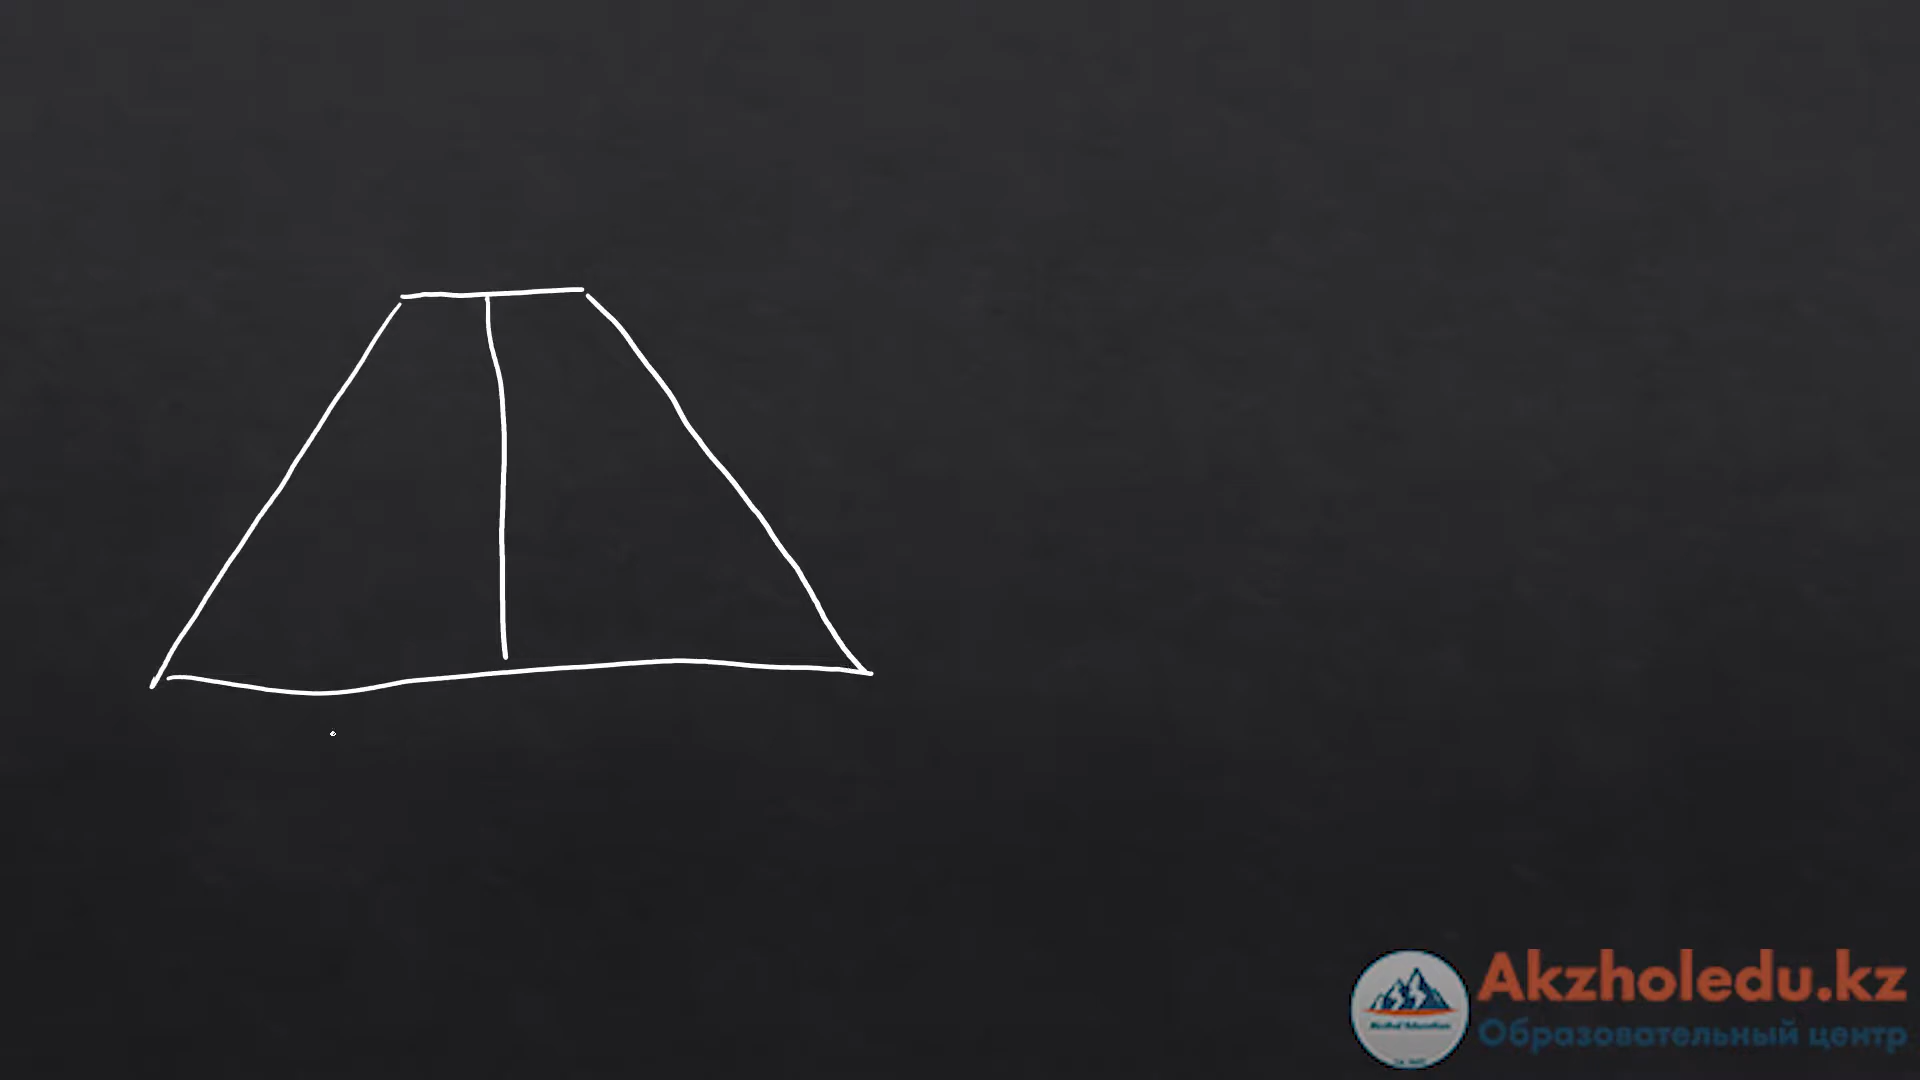 Akzholedu.kz
Образовательный центр